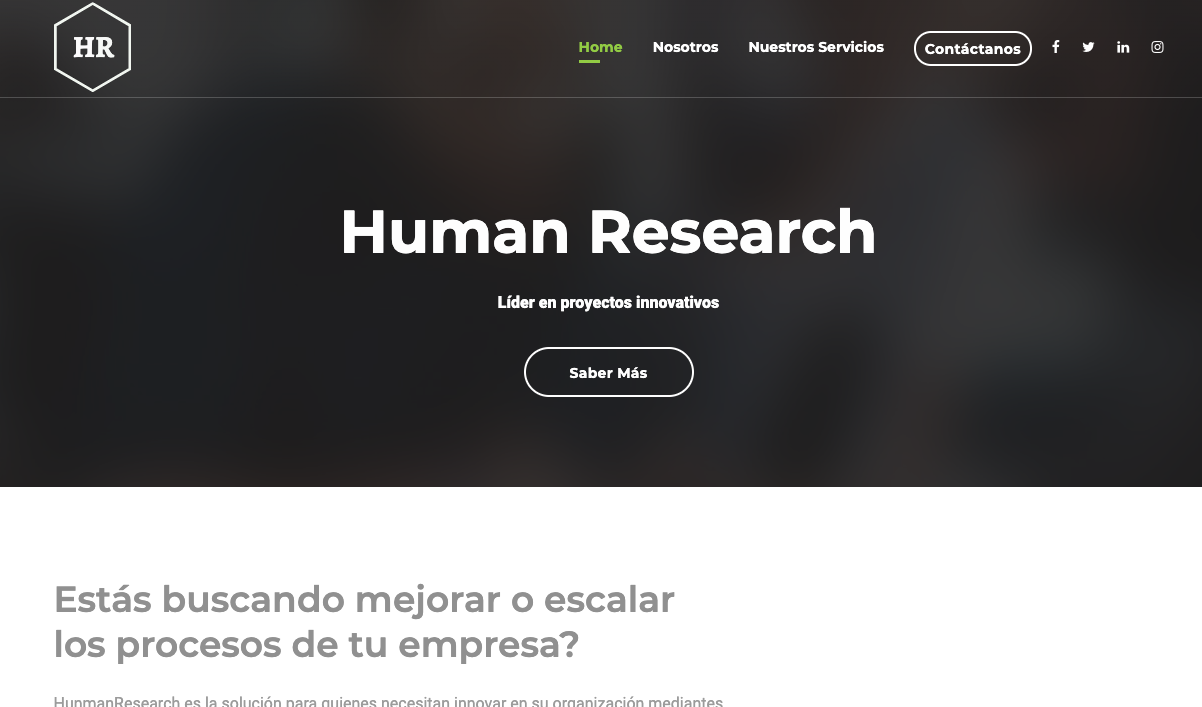 HR
Home Nosotros Nuestros Servicios Contáctanos
Human Research
Líder en proyectos innovativos
Saber Más
Estás buscando mejorar o escalar
los procesos de tu empresa?
HunmanResearch es la solución para quienes necesitan innovar en su organización mediantes